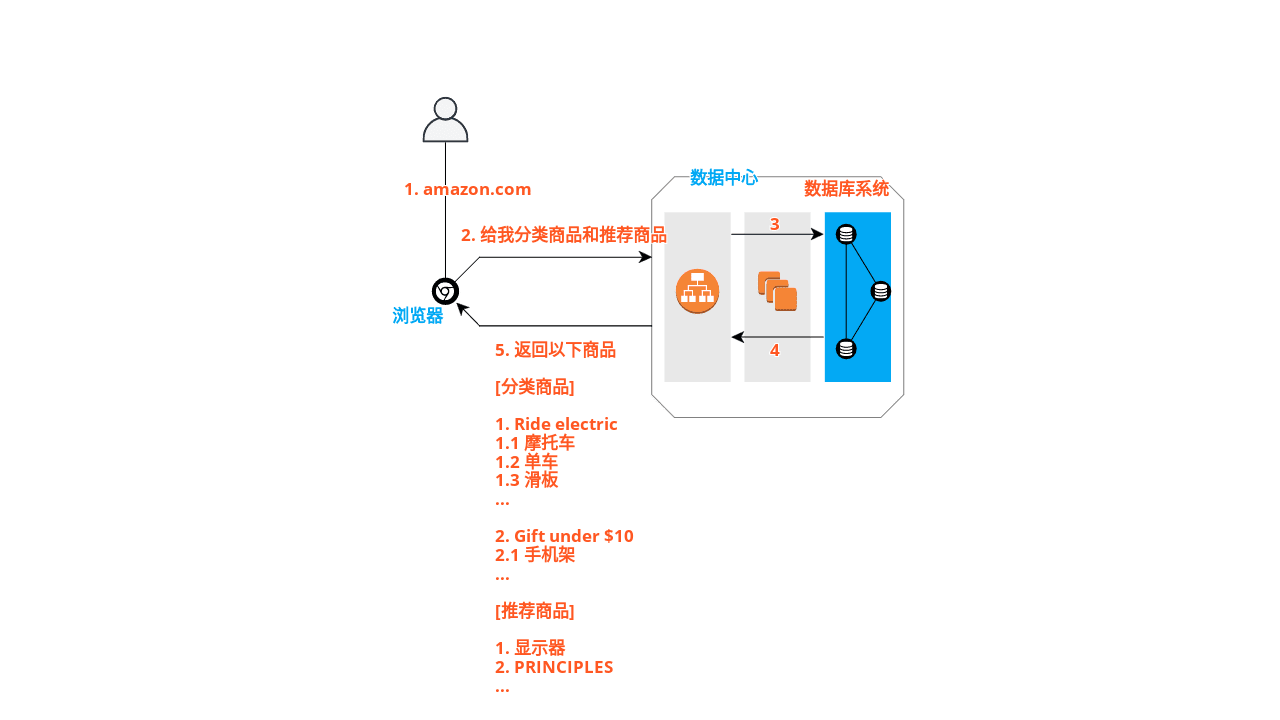 1. amazon.com
数据中心
数据库系统
2. 给我分类商品和推荐商品
3
浏览器
4
5. 返回以下商品
[分类商品]
1. Ride electric
1.1 摩托车
1.2 单车
1.3 滑板
...
2. Gift under $10
2.1 手机架
...
[推荐商品]
1. 显示器
2. PRINCIPLES
...